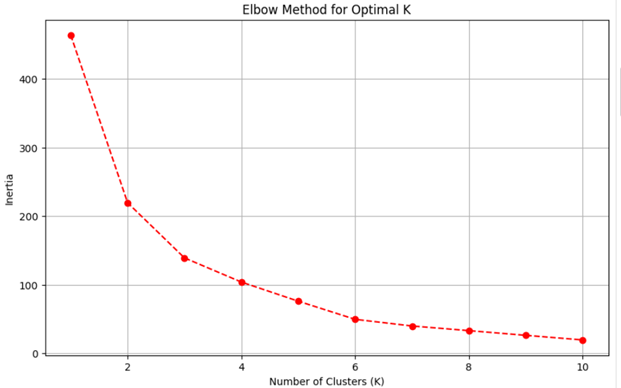 Elbow Method for Optimal K
Inertia
400
300
200
100
0
2 4 6 8 10
Number of Clusters (K)